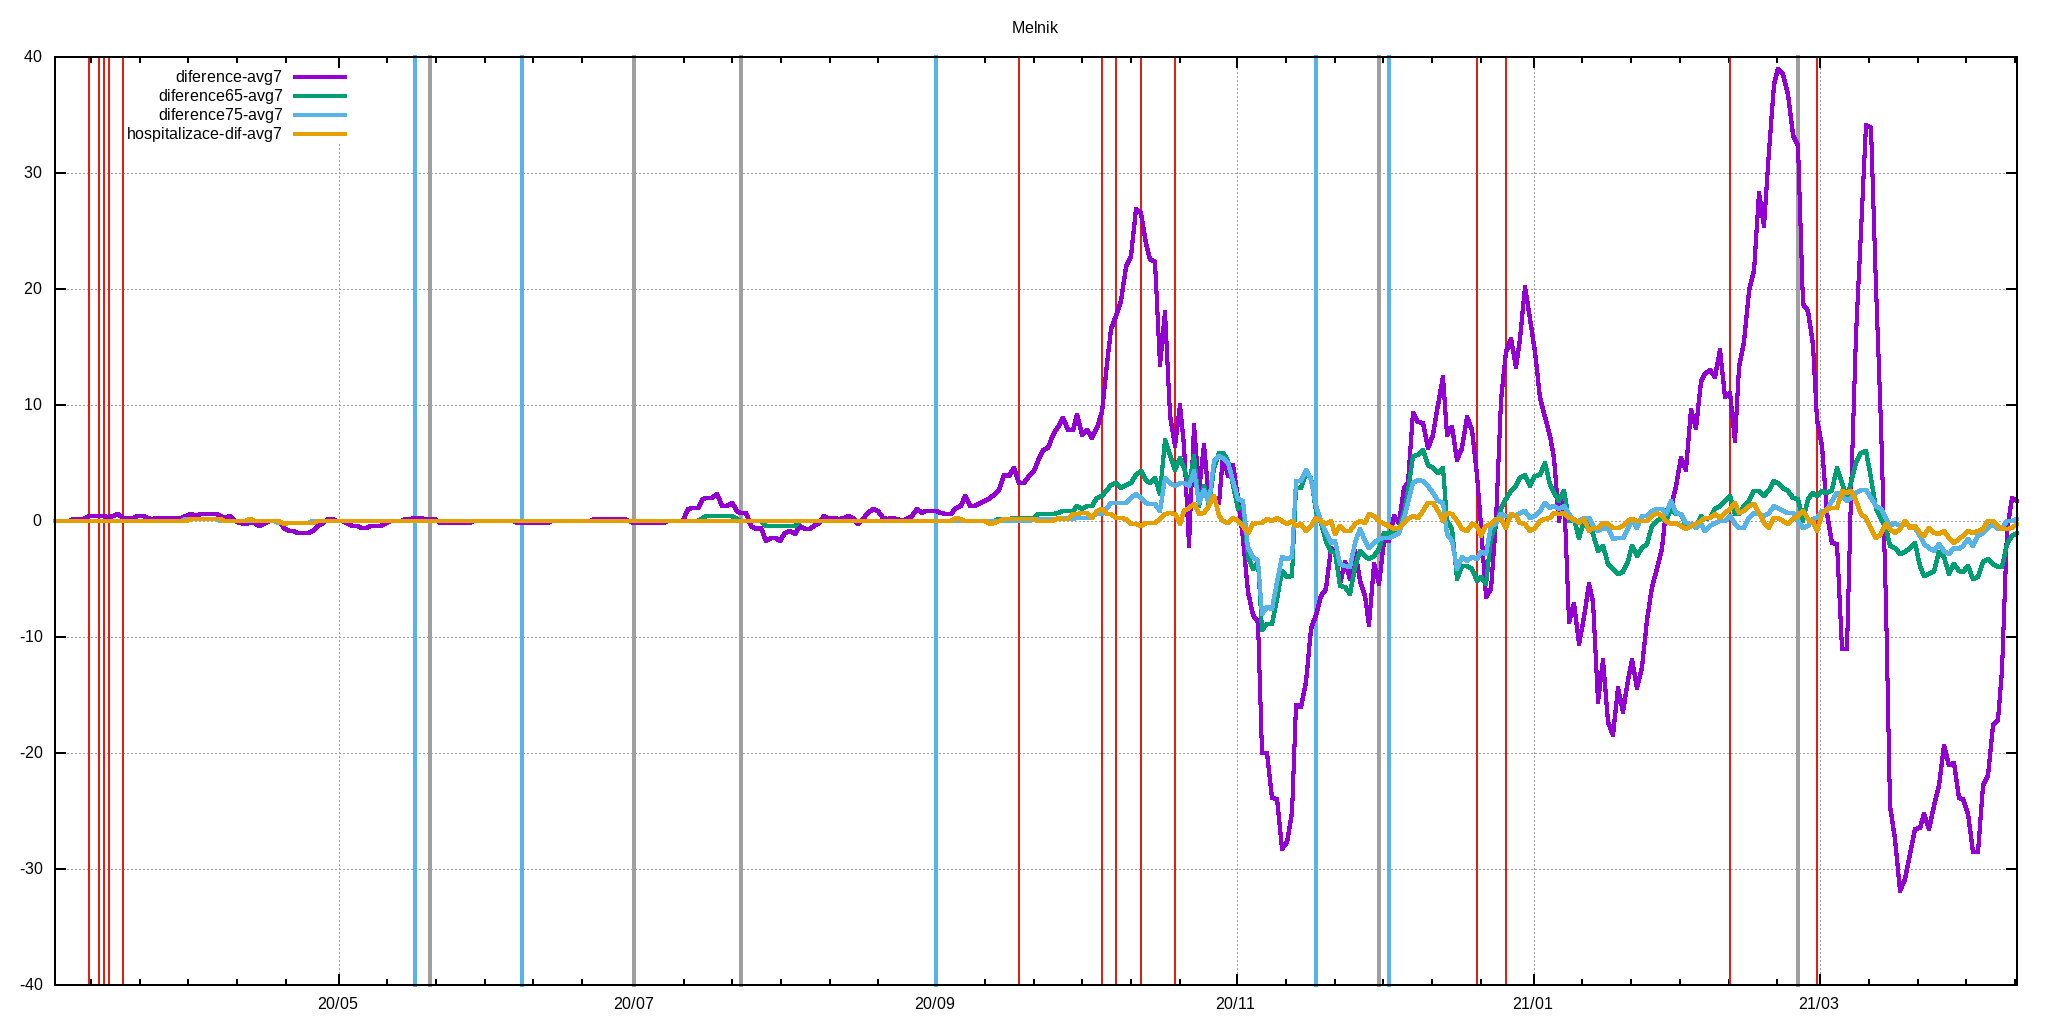 Melnik
diference-avg7
diference65-avg7
diference75-avg7
hospitalizace-dif-avg7
40
30
20
10
0
-10
-20
-30
-40
20/05 20/07 20/09 20/11 21/01 21/03